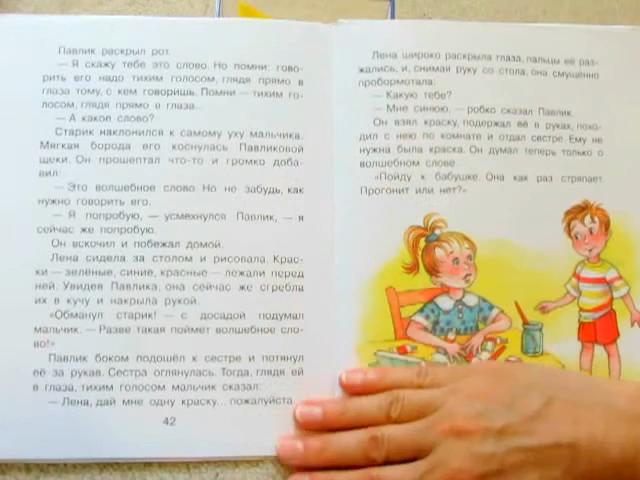 Павлик раскрыл рот.
— Я скажу тебе это слово. Но помни: гово-
рить его надо тихим голосом, глядя прямо в
глаза тому, с кем говоришь. Помни — тихим го-
лосом, глядя прямо в глаза...
— А какое слово?
Старик наклонился к самому уху мальчика.
Мягкая борода его коснулась Павликовой
щеки. Он прошептал что-то и громко доба-
вил:
— Это волшебное слово. Но не забудь, как
нужно говорить его.
— Я попробую, — усмехнулся Павлик, — я
сейчас же попробую.
Он вскочил и побежал домой.
Лена сидела за столом и рисовала. Крас-
ки — зелёные, синие, красные — лежали перед
ней. Увидев Павлика, она сейчас же сгребла
их в кучу и накрыла рукой.
«Обманул старик! — с досадой подумал
мальчик. — Разве такая поймёт волшебное сло-
во!»
Павлик боком подошёл к сестре и потянул
её за рукав. Сестра оглянулась. Тогда, глядя ей
в глаза, тихим голосом мальчик сказал:
— Лена, дай мне одну краску... пожалуйста...
42
Лена широко раскрыла глаза, пальцы её раз-
жались, и, снимая руку со стола, она смущённо
пробормотала:
— Какую тебе?
— Мне синюю, — робко сказал Павлик.
Он взял краску, подержал её в руках, похо-
дил с нею по комнате и отдал сестре. Ему не
нужна была краска. Он думал теперь только о
волшебном слове.
«Пойду к бабушке. Она как раз стряпает.
Прогонит или нет?»